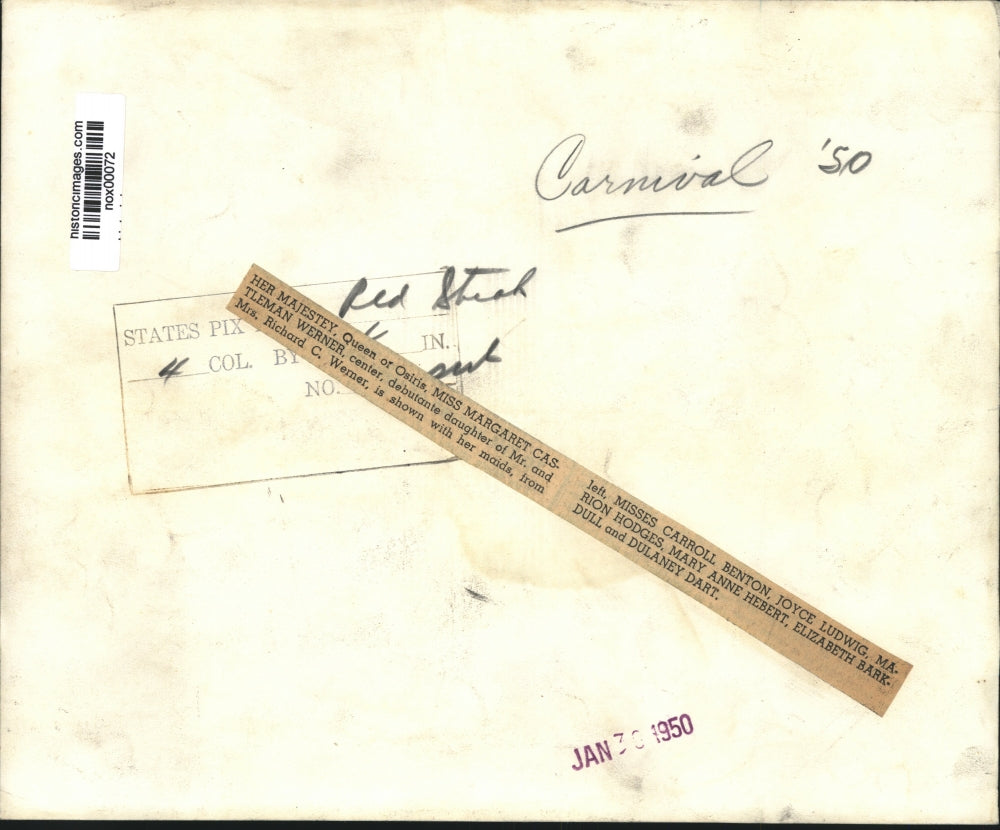 historicimages.com
nox00072
Carnival '50
Red Streak
STATES PIX
4 COL. BY IN.
NO.
HER MAJESTEY, Queen of Osiris, MISS MARGARET CAS-
TLEMAN WERNER, center, debutante daughter of Mr. and
Mrs. Richard C. Werner, is shown with her maids, from
left, MISSES CARROLL BENTON, JOYCE LUDWIG, MA-
RION HODGES, MARY ANNE HEBERT, ELIZABETH BARK-
DULL and DULANEY DART.
JAN 30 1950